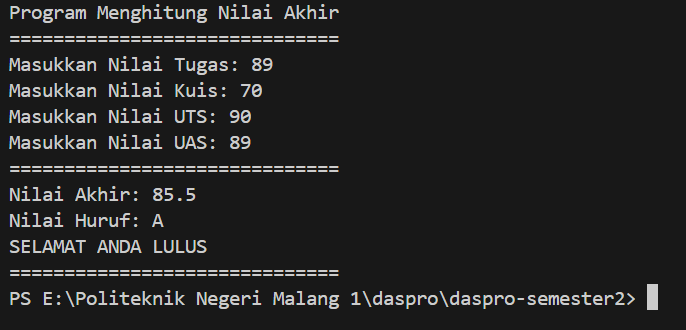 Program Menghitung Nilai Akhir
==============================
Masukkan Nilai Tugas: 89
Masukkan Nilai Kuis: 70
Masukkan Nilai UTS: 90
Masukkan Nilai UAS: 89
==============================
Nilai Akhir: 85.5
Nilai Huruf: A
SELAMAT ANDA LULUS
==============================
PS E:\Politeknik Negeri Malang 1\daspro\daspro-semester2>